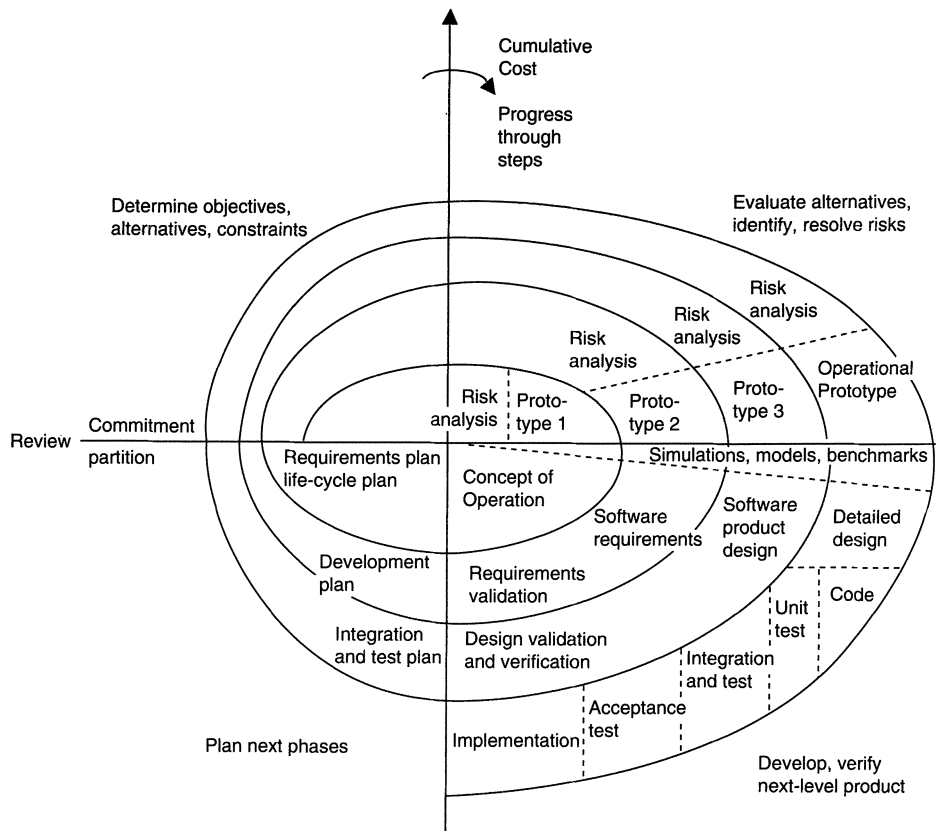 Cumulative
Cost
Progress
through
steps
Determine objectives,
alternatives, constraints
Evaluate alternatives,
identify, resolve risks
Risk
analysis
Risk
analysis
Risk
analysis
Operational
Prototype
Risk
analysis
Proto-
type 1
Proto-
type 2
Proto-
type 3
Review
Commitment
partition
Requirements plan
life-cycle plan
Simulations, models, benchmarks
Concept of
Operation
Software
requirements
Software
product
design
Detailed
design
Development
plan
Requirements
validation
Unit
test
Code
Integration
and test plan
Design validation
and verification
Integration
and test
Acceptance
test
Implementation
Plan next phases
Develop, verify
next-level product